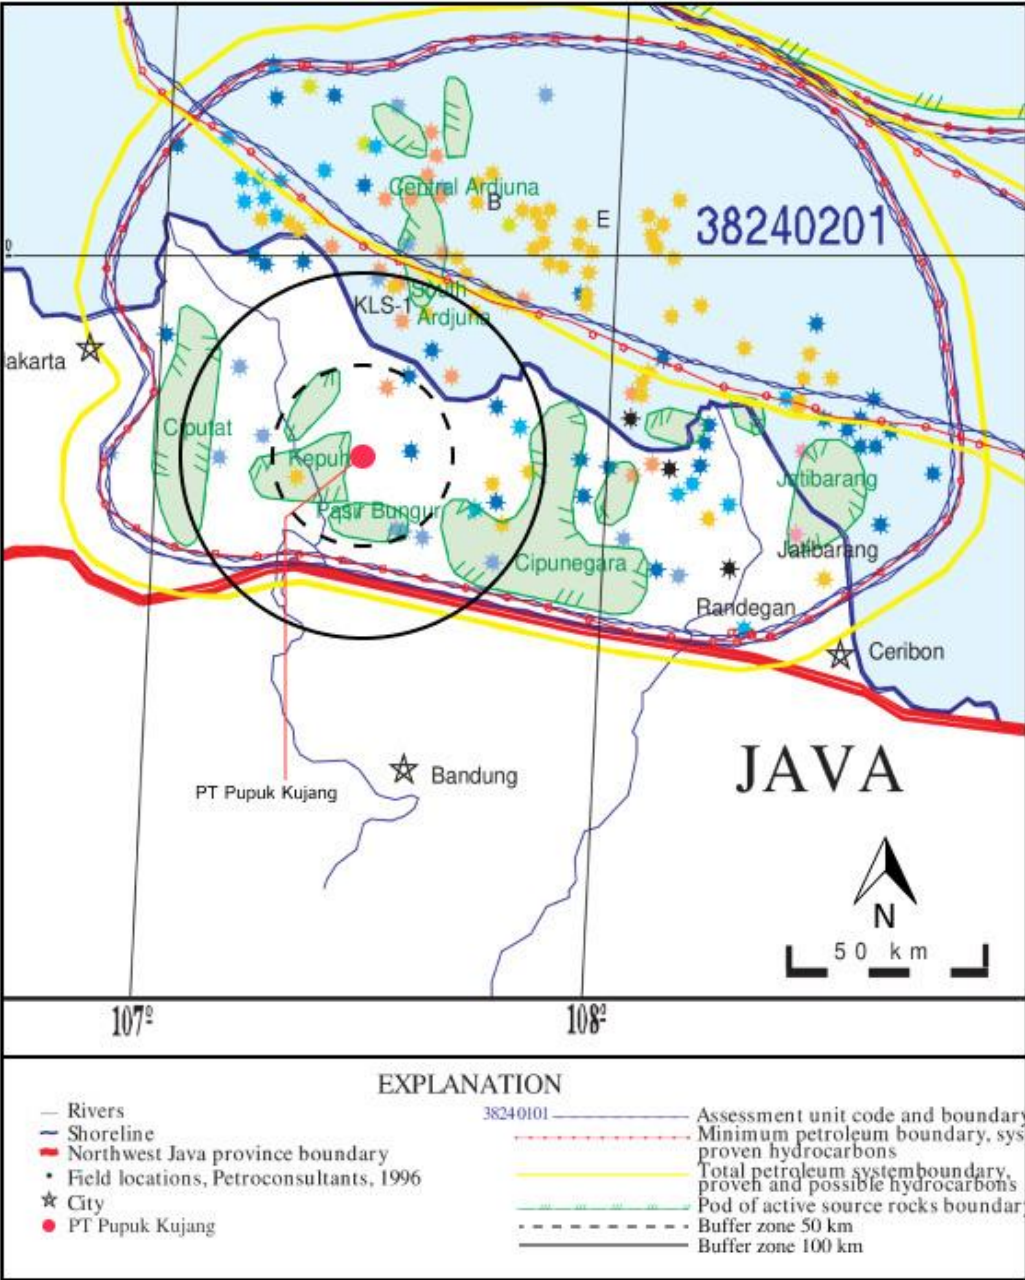 Central Ardjuna
B
E
38240201
KLS-1
South
Ardjuna
akarta
Ciputat
Kepuh
Pasir Bungur
Jatibarang
Cipunegara
Jatibarang
Randegan
Ceribon
JAVA
Bandung
PT Pupuk Kujang
N
50 km
107º
108º
EXPLANATION
Rivers
Shoreline
Northwest Java province boundary
Field locations, Petroconsultants, 1996
City
PT Pupuk Kujang
38240101
Assessment unit code and boundary
Minimum petroleum boundary, sys
proven hydrocarbons
Total petroleum systemboundary,
proven and possible hydrocarbons
Pod of active source rocks boundar
Buffer zone 50 km
Buffer zone 100 km